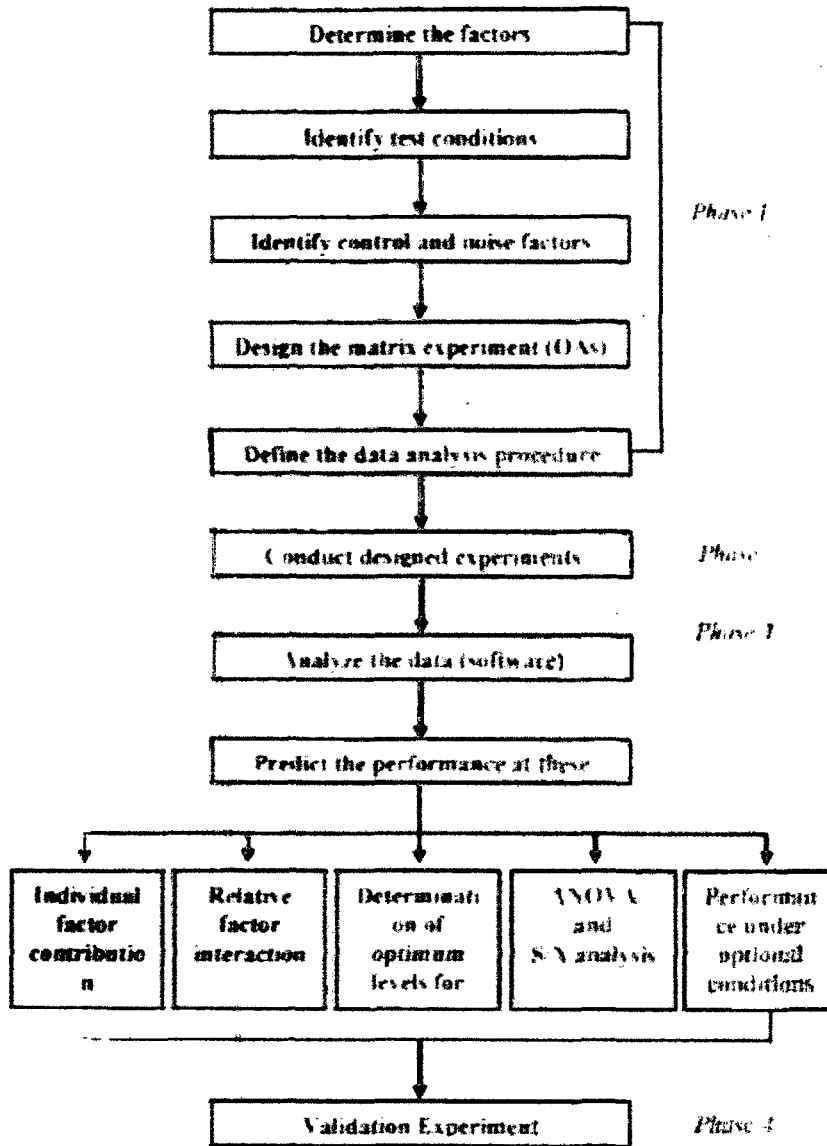 Determine the factors
Identify test conditions
Phase 1
Identify control and noise factors
Design the matrix experiment (OAs)
Define the data analysis procedure
Conduct designed experiments
Phase
Phase 3
Analyze the data (software)
Predict the performance at these
Individual
factor
contributio
n
Relative
factor
interaction
Determinati
on of
optimum
levels for
ANOVA
and
S/N analysis
Performan
ce under
optional
conditions
Validation Experiment
Phase 4